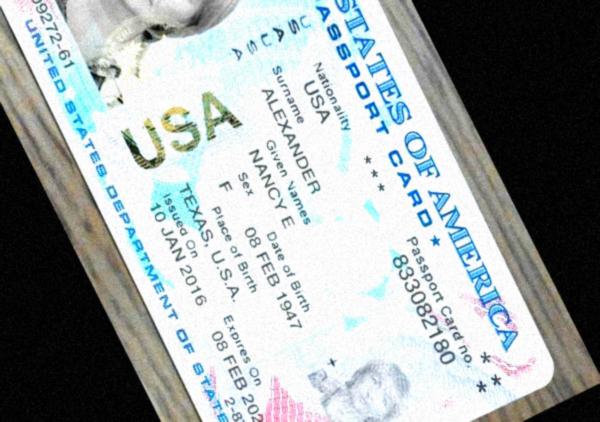 STATES OF AMERICA
PASSPORT CARD
USA
Nationality
USA
Passport Card no.
833082180
Surname
ALEXANDER
Given Names
NANCY E
Sex
F
Date of Birth
08 FEB 1947
Place of Birth
TEXAS, U.S.A.
Issued On
10 JAN 2016
Expires On
08 FEB 202
2-8
USA
09272-61
UNITED STATES DEPARTMENT OF STATE